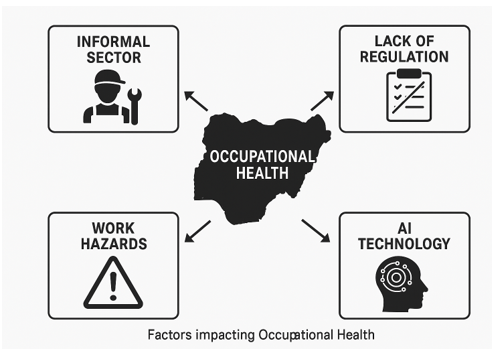 INFORMAL
SECTOR
LACK OF
REGULATION
OCCUPATIONAL
HEALTH
WORK
HAZARDS
AI
TECHNOLOGY
Factors impacting Occupational Health